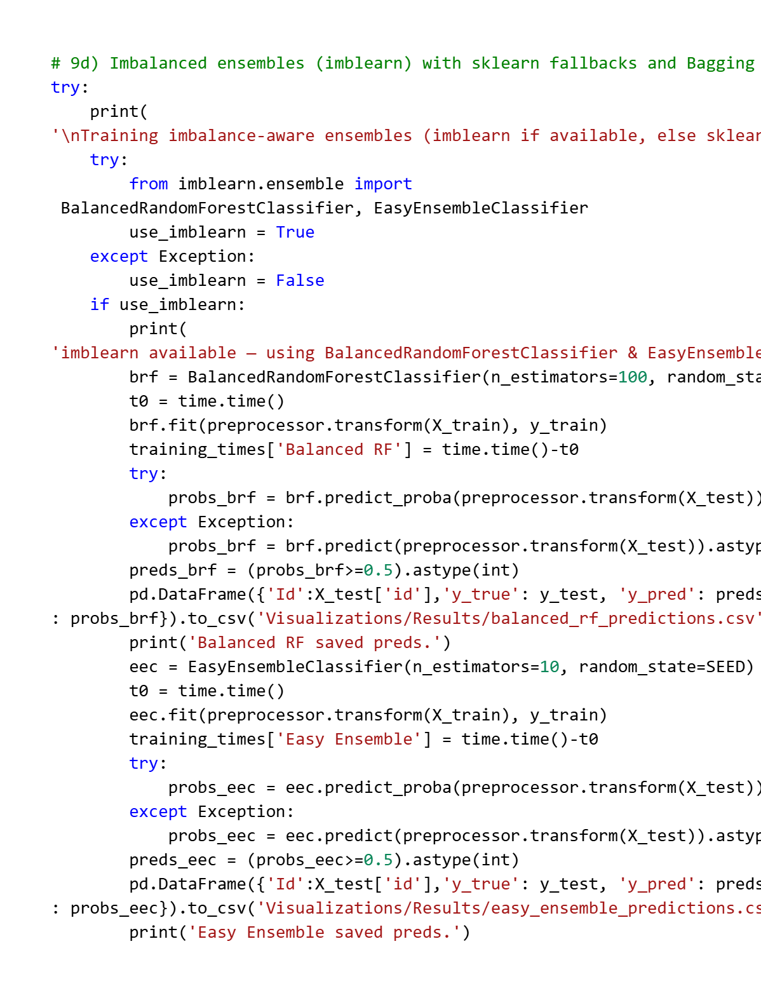 # 9d) Imbalanced ensembles (imblearn) with sklearn fallbacks and Bagging
try:
    print(
'\nTraining imbalance-aware ensembles (imblearn if available, else
    try:
        from imblearn.ensemble import
 BalancedRandomForestClassifier, EasyEnsembleClassifier
        use_imblearn = True
    except Exception:
        use_imblearn = False
    if use_imblearn:
        print(
'imblearn available — using BalancedRandomForestClassifier & EasyEnsemble
        brf = BalancedRandomForestClassifier(n_estimators=100,
        t0 = time.time()
        brf.fit(preprocessor.transform(X_train), y_train)
        training_times['Balanced RF'] = time.time()-t0
        try:
            probs_brf = brf.predict_proba(preprocessor.transform(X_test))
        except Exception:
            probs_brf = brf.predict(preprocessor.transform(X_test)).
        preds_brf = (probs_brf>=0.5).astype(int)
        pd.DataFrame({'Id':X_test['id'],'y_true': y_test, 'y_pred': preds
: probs_brf}).to_csv('Visualizations/Results/balanced_rf_predictions.csv'
        print('Balanced RF saved preds.')
        eec = EasyEnsembleClassifier(n_estimators=10, random_state=SEED)
        t0 = time.time()
        eec.fit(preprocessor.transform(X_train), y_train)
        training_times['Easy Ensemble'] = time.time()-t0
        try:
            probs_eec = eec.predict_proba(preprocessor.transform(X_test))
        except Exception:
            probs_eec = eec.predict(preprocessor.transform(X_test)).
        preds_eec = (probs_eec>=0.5).astype(int)
        pd.DataFrame({'Id':X_test['id'],'y_true': y_test, 'y_pred': preds
: probs_eec}).to_csv('Visualizations/Results/easy_ensemble_predictions.cs
        print('Easy Ensemble saved preds.')